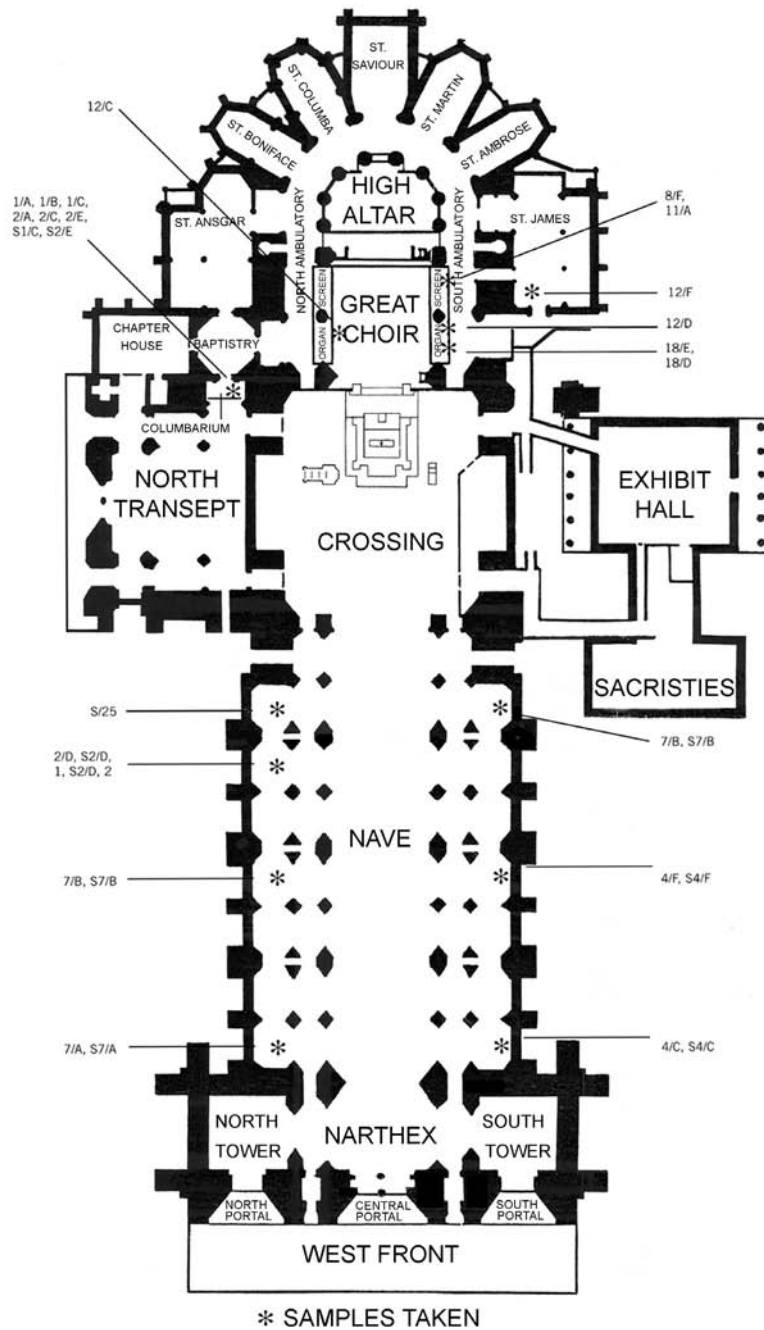 ST.
SAVIOUR
ST. COLUMBA
ST. MARTIN
12/C
ST. BONIFACE
ST. AMBROSE
HIGH
ALTAR
1/A, 1/B, 1/C,
2/A, 2/C, 2/E,
S1/C, S2/E
ST. ANSGAR
NORTH AMBULATORY
SOUTH AMBULATORY
ST. JAMES
8/F,
11/A
SCREEN
SCREEN
GREAT
CHOIR
12/F
CHAPTER
HOUSE
BAPTISTRY
ORGAN
ORGAN
12/D
18/E,
18/D
COLUMBARIUM
NORTH
TRANSEPT
EXHIBIT
HALL
CROSSING
SACRISTIES
S/25
7/B, S7/B
2/D, S2/D,
1, S2/D, 2
NAVE
7/B, S7/B
4/F, S4/F
7/A, S7/A
4/C, S4/C
NORTH
TOWER
NARTHEX
SOUTH
TOWER
NORTH
PORTAL
CENTRAL
PORTAL
SOUTH
PORTAL
WEST FRONT
* SAMPLES TAKEN